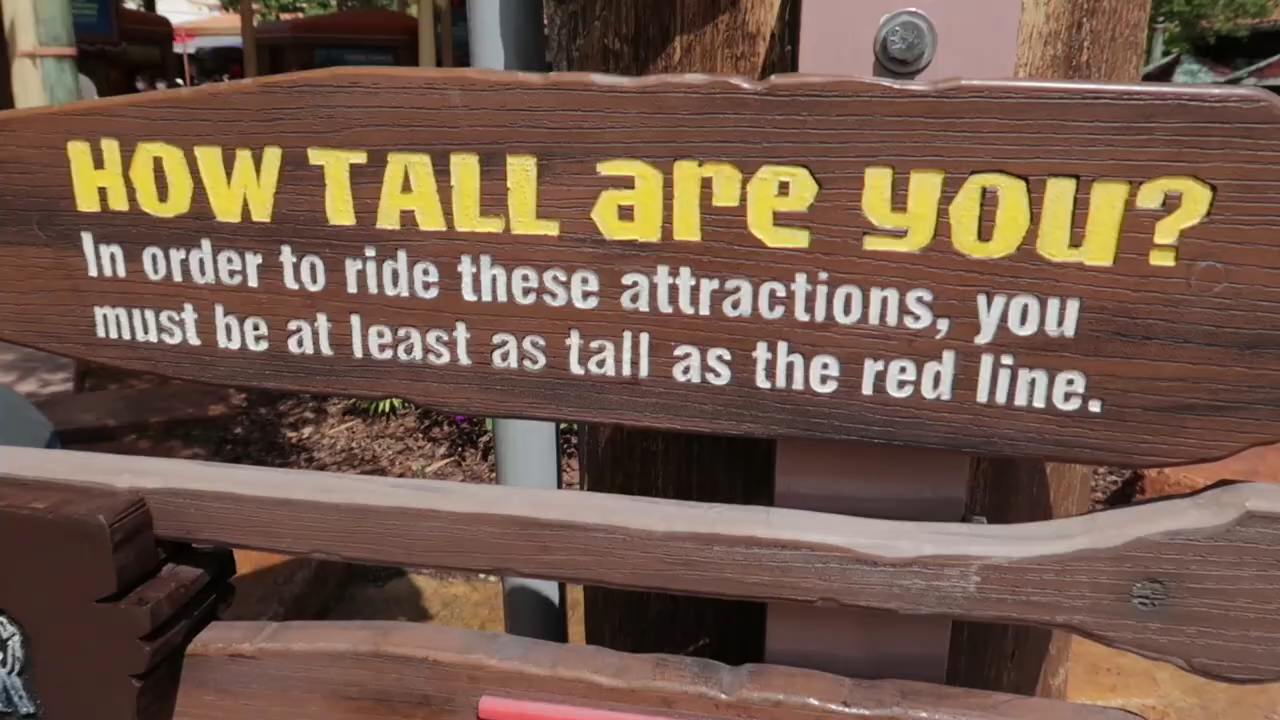 HOW TALL are you?
In order to ride these attractions, you
must be at least as tall as the red line.